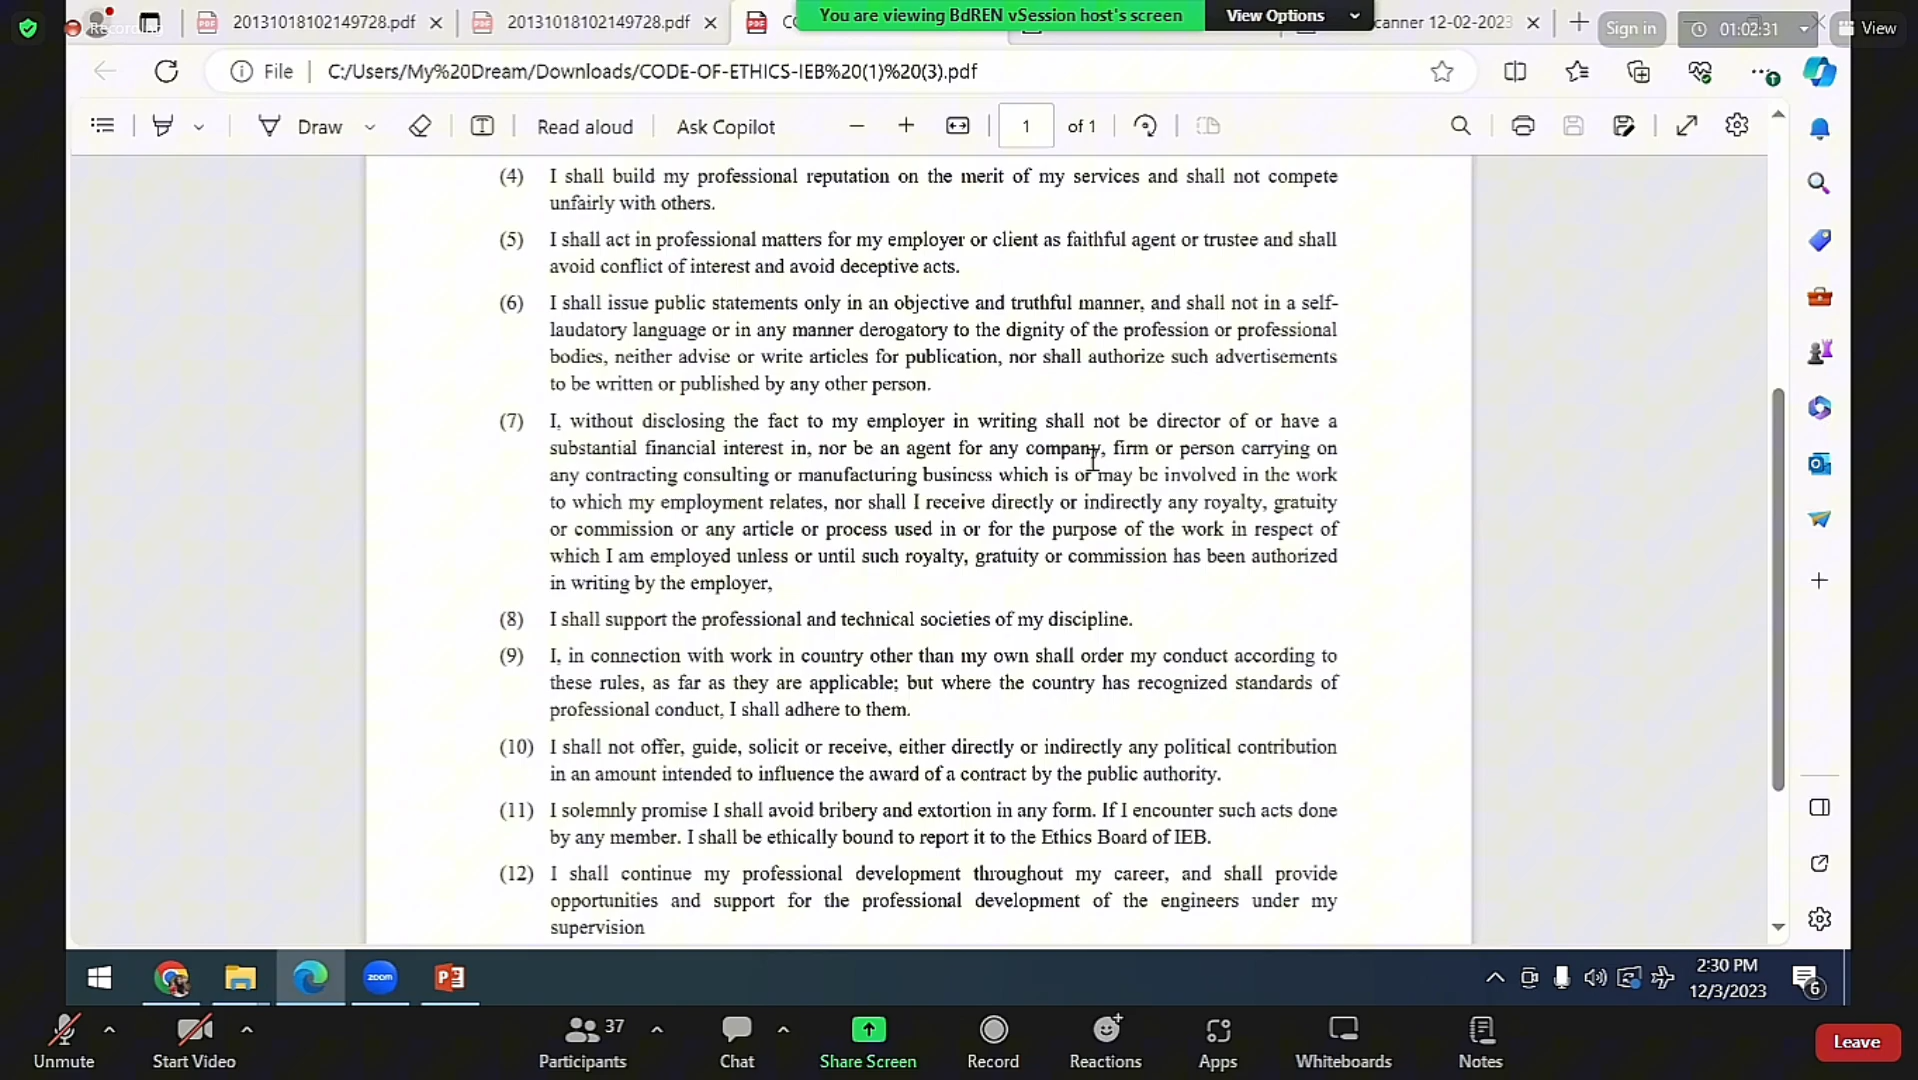 Recording
20131018102149728.pdf
20131018102149728.pdf
You are viewing BdREN vSession host's screen
View Options
canner 12-02-2023
Sign in
01:02:31
View
File
C:/Users/My%20Dream/Downloads/CODE-OF-ETHICS-IEB%20(1)%20(3).pdf
Draw
Read aloud
Ask Copilot
1
of 1
(4) I shall build my professional reputation on the merit of my services and shall not compete
unfairly with others.
(5) I shall act in professional matters for my employer or client as faithful agent or trustee and shall
avoid conflict of interest and avoid deceptive acts.
(6) I shall issue public statements only in an objective and truthful manner, and shall not in a self-
laudatory language or in any manner derogatory to the dignity of the profession or professional
bodies, neither advise or write articles for publication, nor shall authorize such advertisements
to be written or published by any other person.
(7) I, without disclosing the fact to my employer in writing shall not be director of or have a
substantial financial interest in, nor be an agent for any company, firm or person carrying on
any contracting consulting or manufacturing business which is or may be involved in the work
to which my employment relates, nor shall I receive directly or indirectly any royalty, gratuity
or commission or any article or process used in or for the purpose of the work in respect of
which I am employed unless or until such royalty, gratuity or commission has been authorized
in writing by the employer,
(8) I shall support the professional and technical societies of my discipline.
(9) I, in connection with work in country other than my own shall order my conduct according to
these rules, as far as they are applicable; but where the country has recognized standards of
professional conduct, I shall adhere to them.
(10) I shall not offer, guide, solicit or receive, either directly or indirectly any political contribution
in an amount intended to influence the award of a contract by the public authority.
(11) I solemnly promise I shall avoid bribery and extortion in any form. If I encounter such acts done
by any member. I shall be ethically bound to report it to the Ethics Board of IEB.
(12) I shall continue my professional development throughout my career, and shall provide
opportunities and support for the professional development of the engineers under my
supervision
zoom
2:30 PM
12/3/2023
6
Unmute
Start Video
Participants
37
Chat
Share Screen
Record
Reactions
Apps
Whiteboards
Notes
Leave